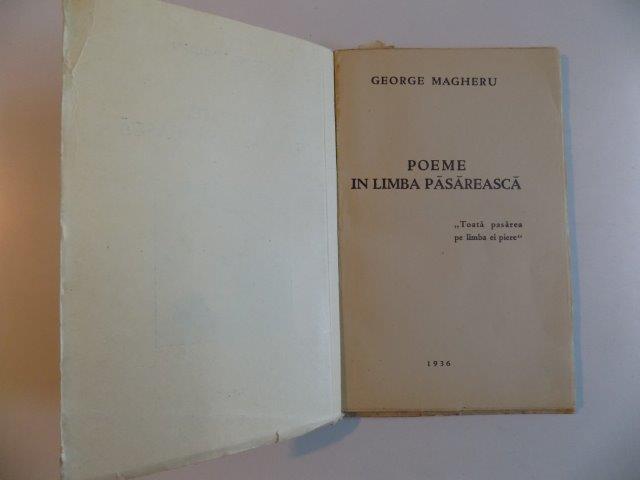 GEORGE MAGHERU
POEME
IN LIMBA PĂSĂREASCĂ
„Toată pasărea
pe limba ei piere"
1936